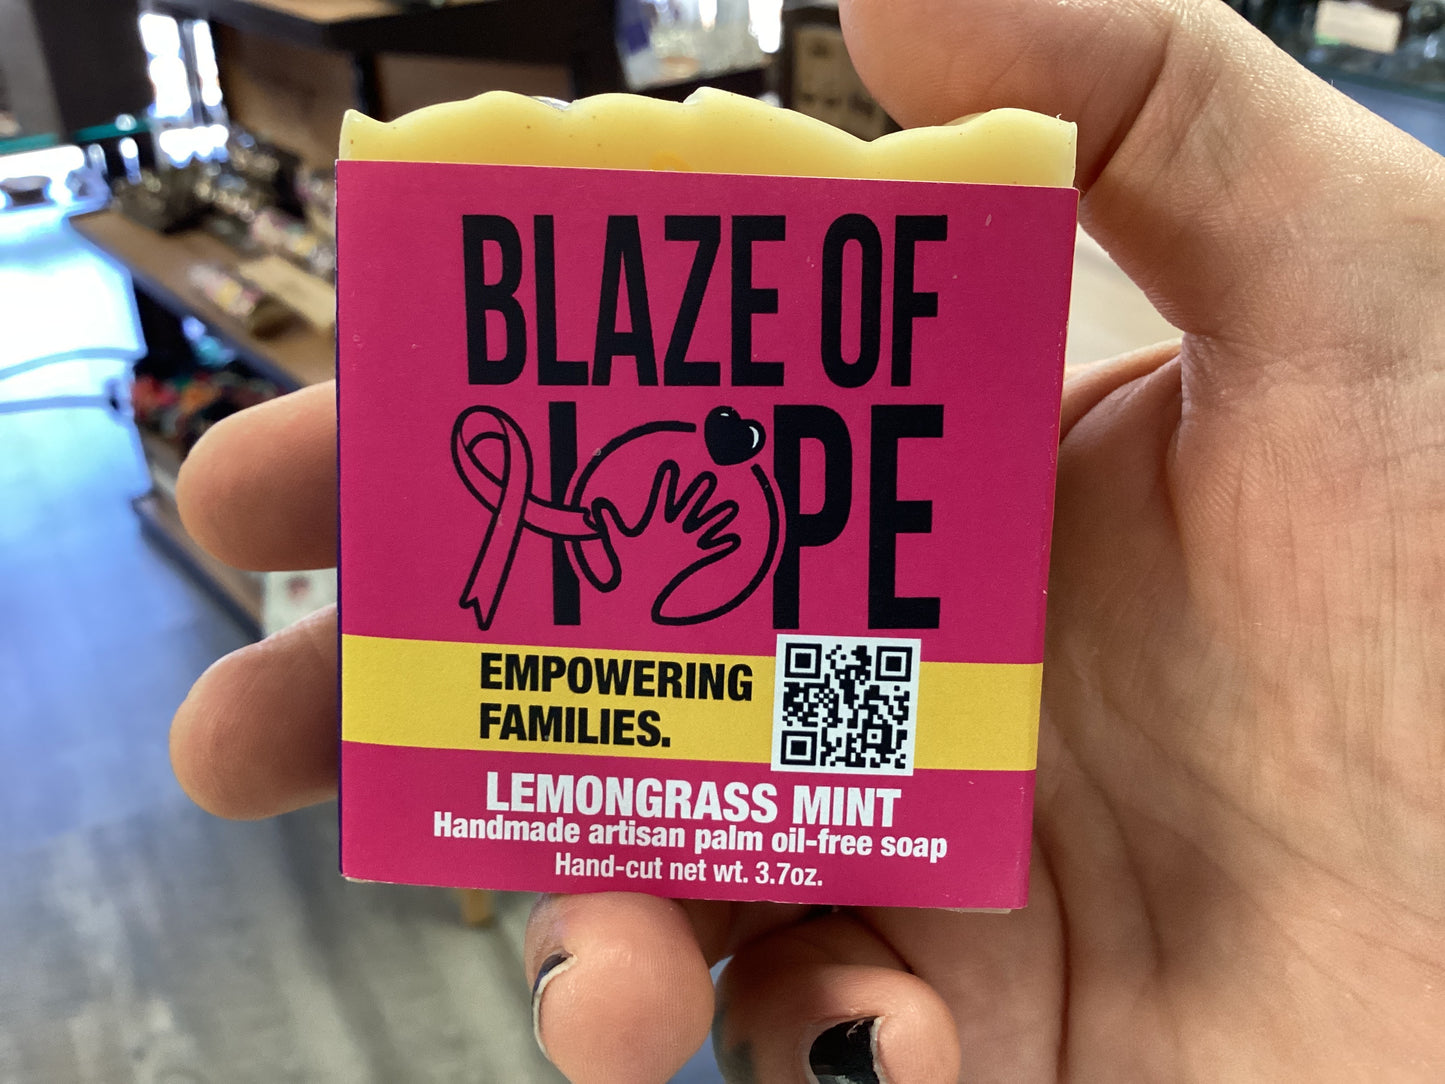 BLAZE OF
HOPE
EMPOWERING
FAMILIES.
LEMONGRASS MINT
Handmade artisan palm oil-free soap
Hand-cut net wt. 3.7oz.